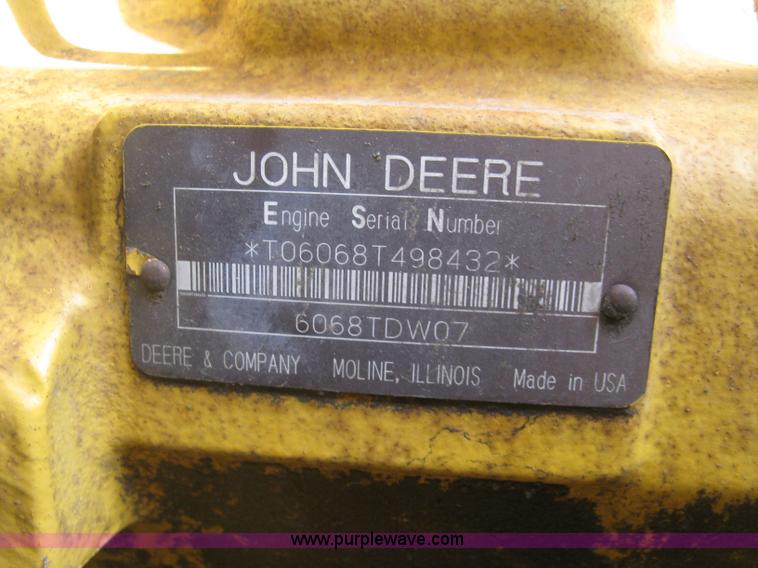 JOHN DEERE
Engine Serial Number
*T06068T498432*
6068TDW07
DEERE & COMPANY MOLINE, ILLINOIS Made in USA
www.purplewave.com